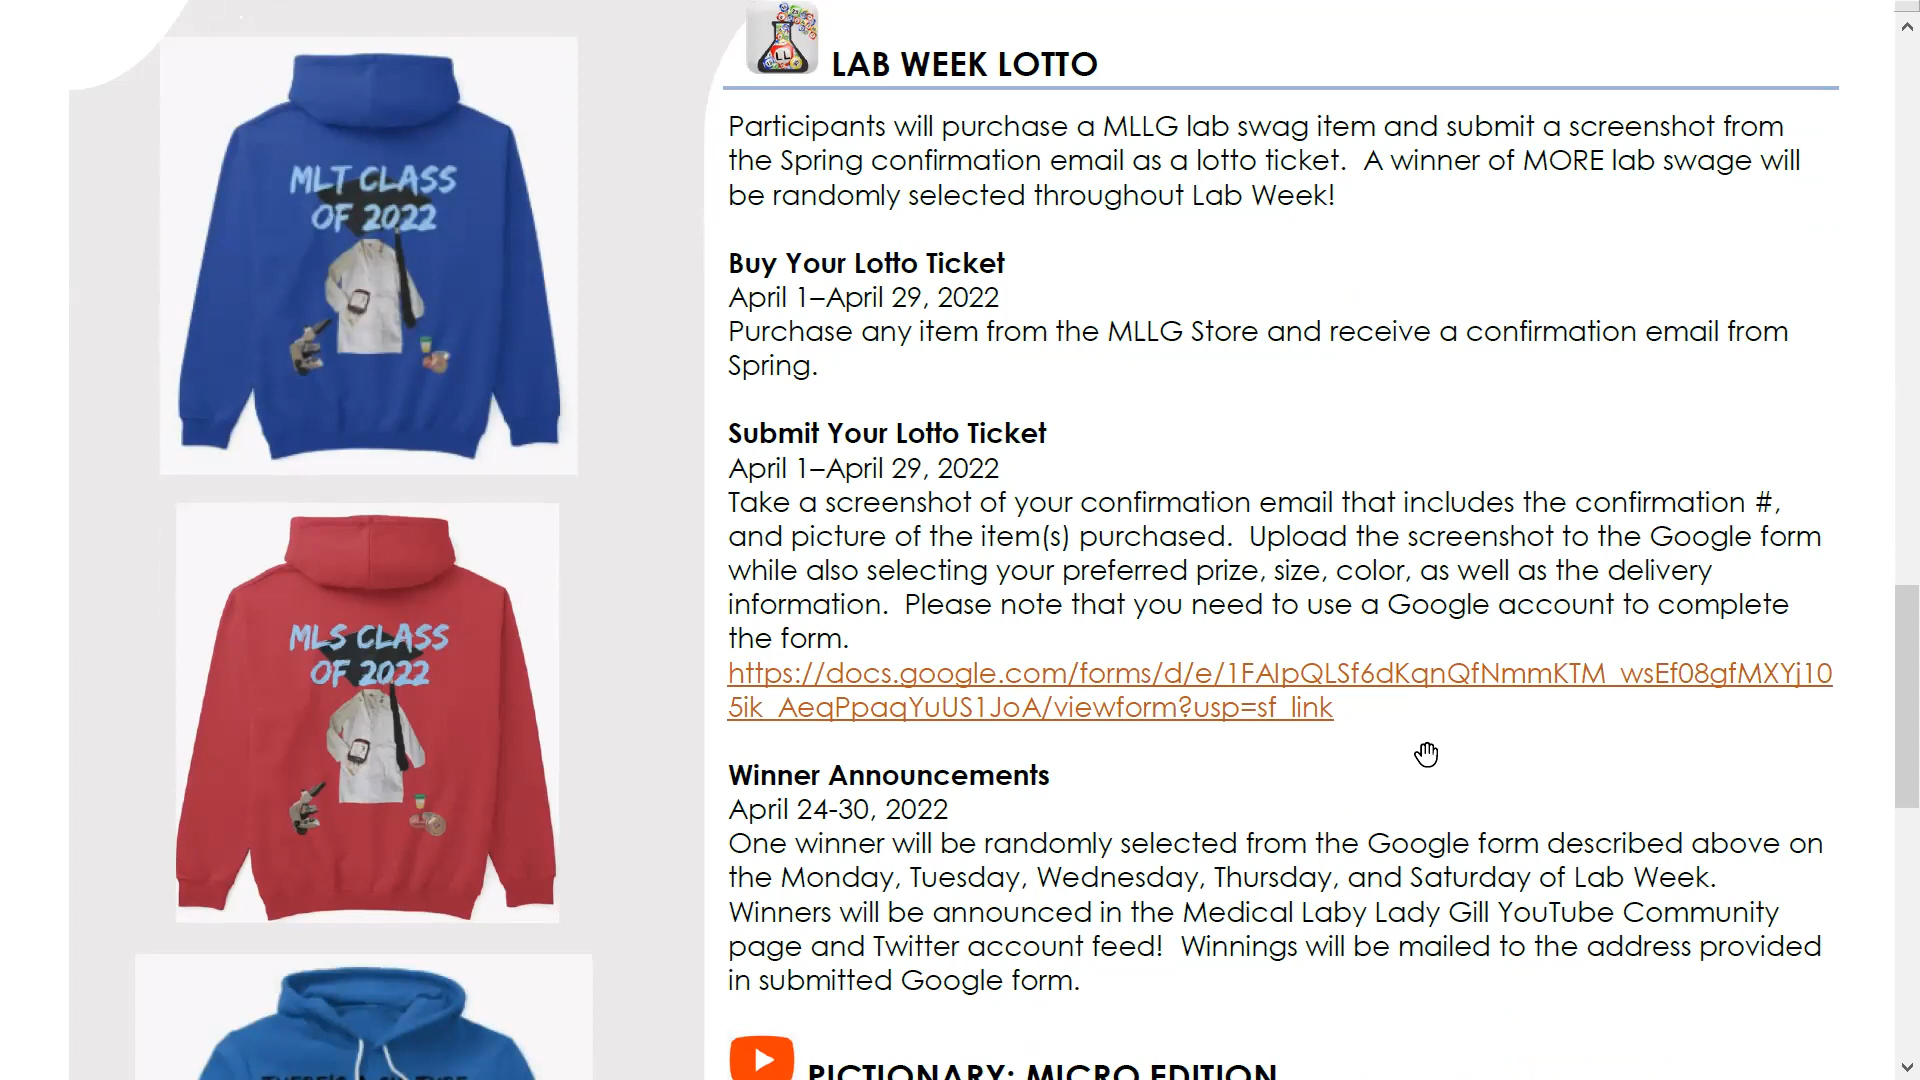 MLT CLASS
OF 2022
MLS CLASS
OF 2022
LL
LAB WEEK LOTTO
Participants will purchase a MLLG lab swag item and submit a screenshot from
the Spring confirmation email as a lotto ticket.  A winner of MORE lab swage will
be randomly selected throughout Lab Week!
Buy Your Lotto Ticket
April 1–April 29, 2022
Purchase any item from the MLLG Store and receive a confirmation email from
Spring.
Submit Your Lotto Ticket
April 1–April 29, 2022
Take a screenshot of your confirmation email that includes the confirmation #,
and picture of the item(s) purchased.  Upload the screenshot to the Google form
while also selecting your preferred prize, size, color, as well as the delivery
information.  Please note that you need to use a Google account to complete
the form.
https://docs.google.com/forms/d/e/1FAIpQLSf6dKqnQfNmmKTM_wsEf08gfMXYj10
5ik_AeqPpaqYuUS1JoA/viewform?usp=sf_link
Winner Announcements
April 24-30, 2022
One winner will be randomly selected from the Google form described above on
the Monday, Tuesday, Wednesday, Thursday, and Saturday of Lab Week.
Winners will be announced in the Medical Laby Lady Gill YouTube Community
page and Twitter account feed!  Winnings will be mailed to the address provided
in submitted Google form.
PICTIONARY: MICRO EDITION